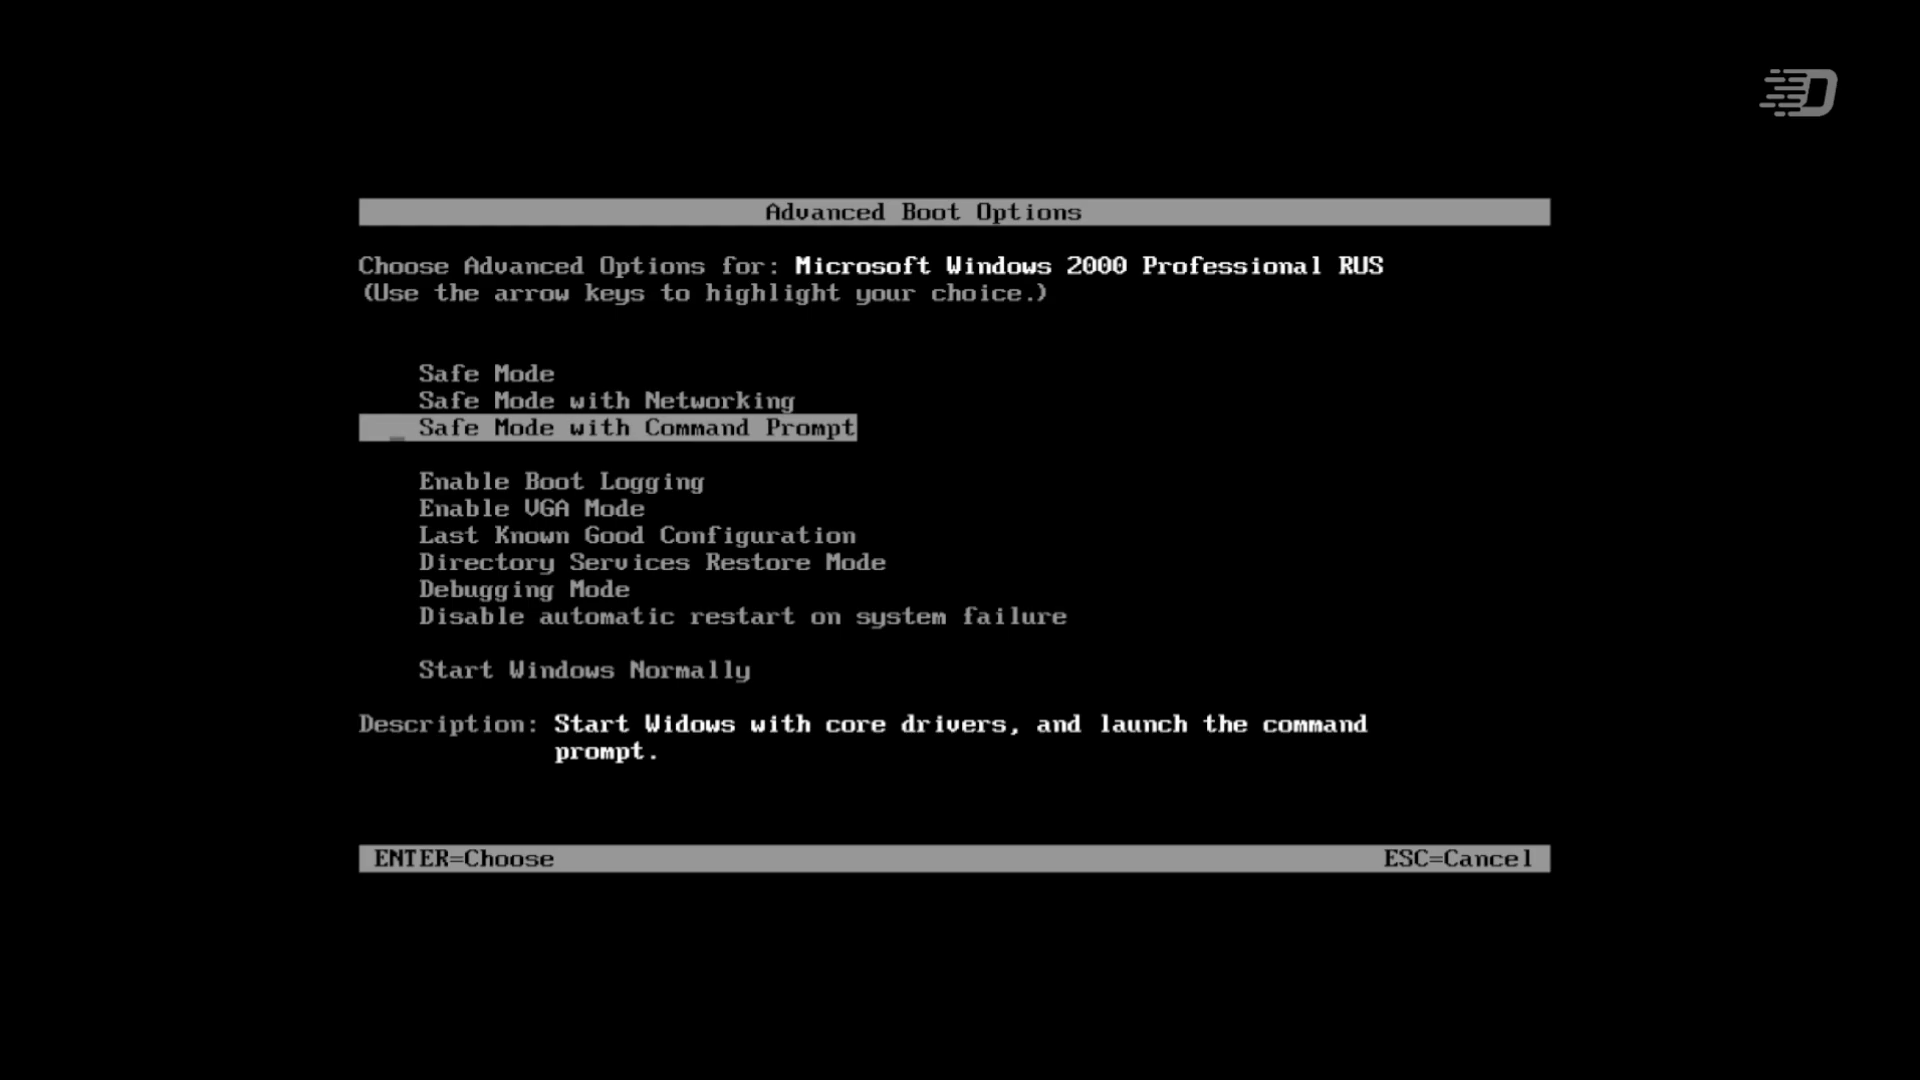 Advanced Boot Options
Choose Advanced Options for: Microsoft Windows 2000 Professional RUS
(Use the arrow keys to highlight your choice.)
Safe Mode
Safe Mode with Networking
Safe Mode with Command Prompt
Enable Boot Logging
Enable VGA Mode
Last Known Good Configuration
Directory Services Restore Mode
Debugging Mode
Disable automatic restart on system failure
Start Windows Normally
Description: Start Widows with core drivers, and launch the command
prompt.
ENTER=Choose ESC=Cancel